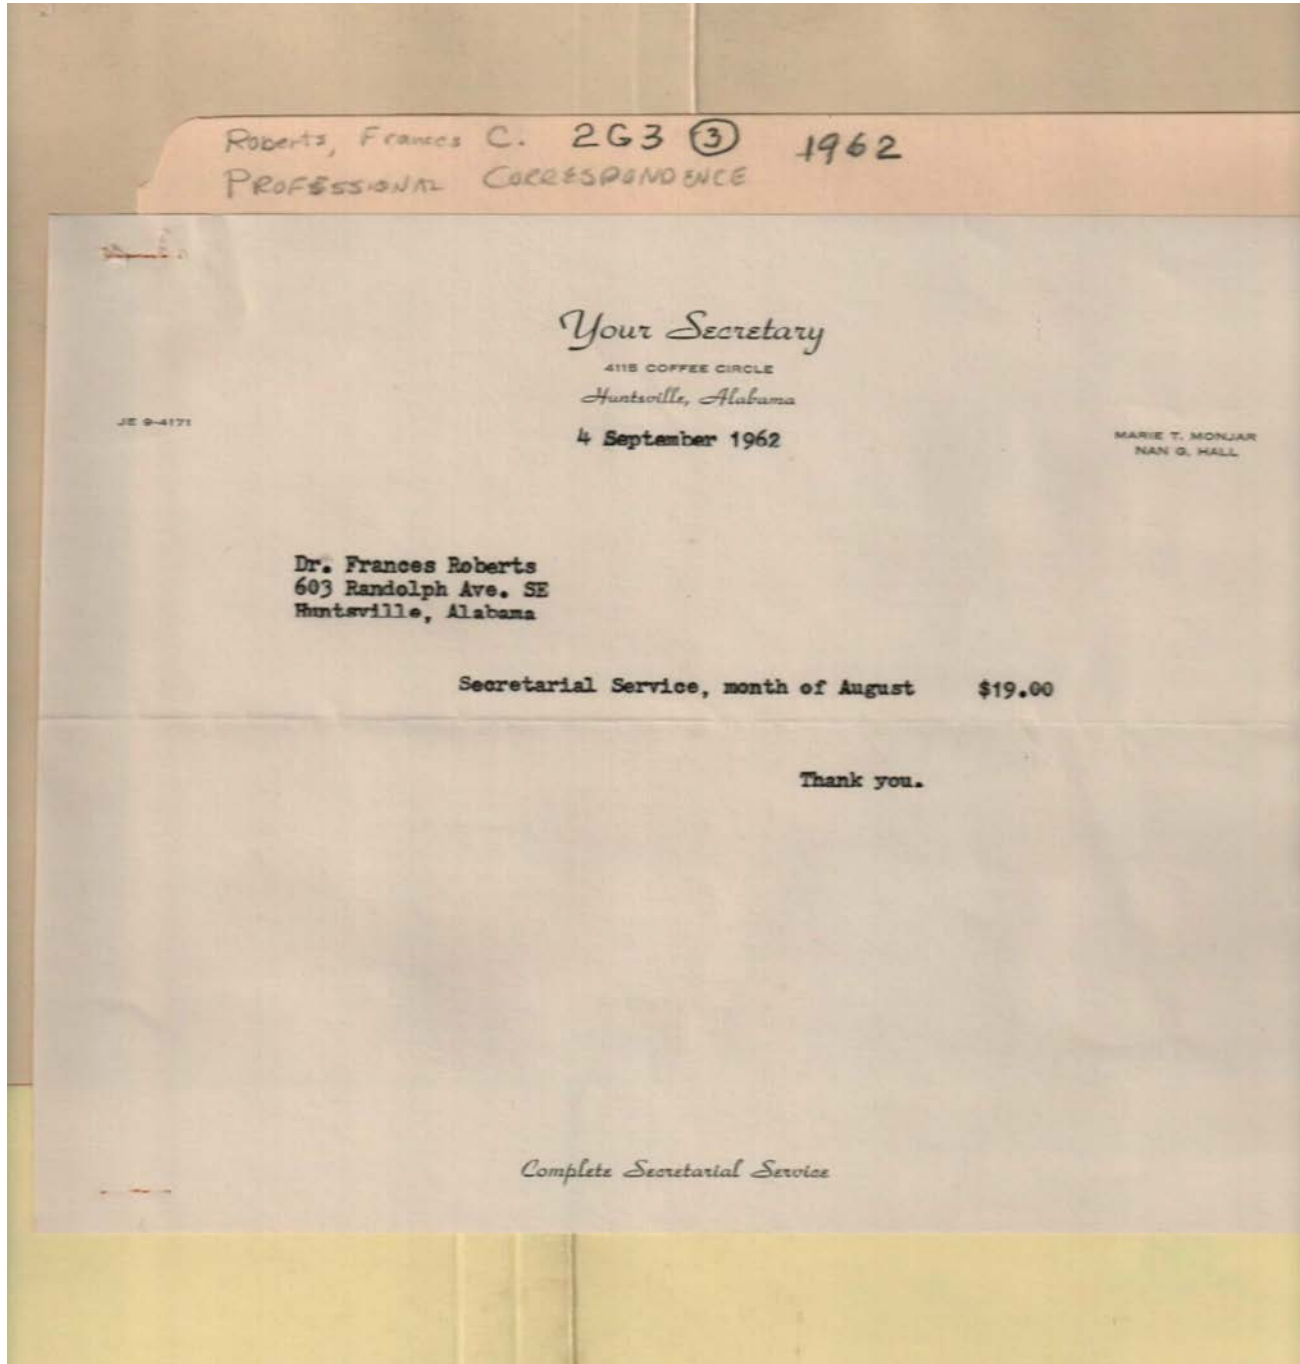 Roberts, Frances C. 2G3 3 1962
PROFESSIONAL CORRESPONDENCE
Your Secretary
411B COFFEE CIRCLE
Huntsville, Alabama
JE 9-4171
4 September 1962
MARIE T. MONJAR
NAN G. HALL
Dr. Frances Roberts
603 Randolph Ave. SE
Huntsville, Alabama
Secretarial Service, month of August $19.00
Thank you.
Complete Secretarial Service